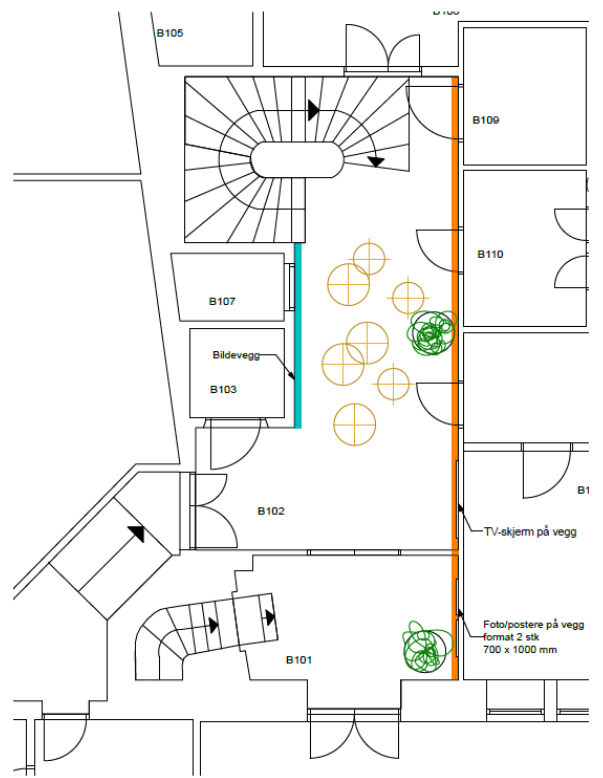 B105
B109
B110
B107
Bildevegg
B103
B102
TV-skjerm på vegg
Foto/postere på vegg
format 2 stk
700 x 1000 mm
B101